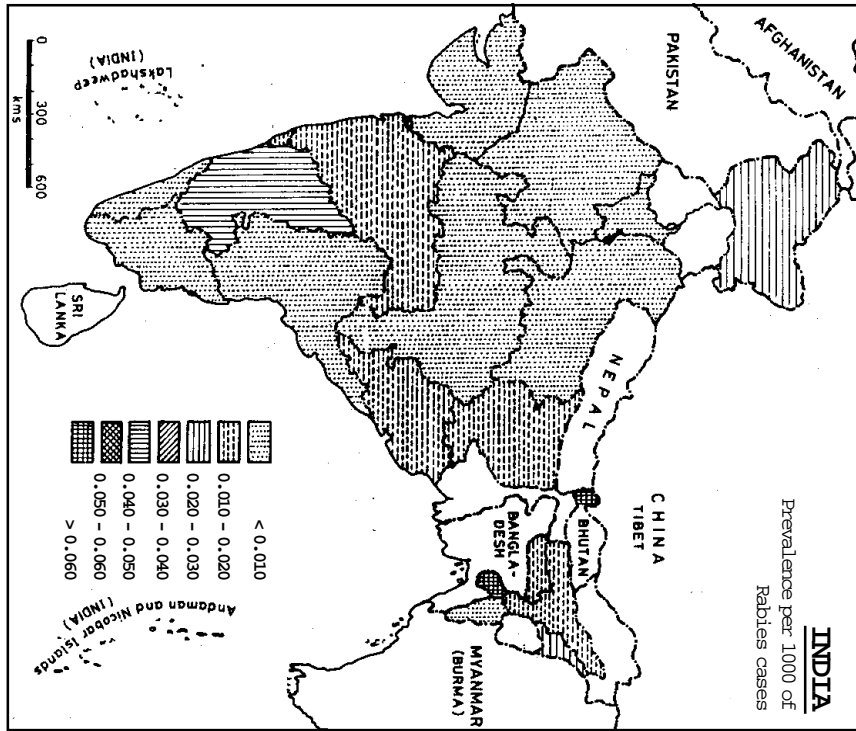 INDIA
Prevalence per 1000 of
Rabies cases
AFGHANISTAN
PAKISTAN
CHINA
TIBET
NEPAL
BHUTAN
BANGLA-
DESH
MYANMAR
(BURMA)
SRI
LANKA
Lakshadweep
(INDIA)
Andaman and Nicobar Islands
(INDIA)
0
300
600
kms
< 0.010
0.010 - 0.020
0.020 - 0.030
0.030 - 0.040
0.040 - 0.050
0.050 - 0.060
> 0.060